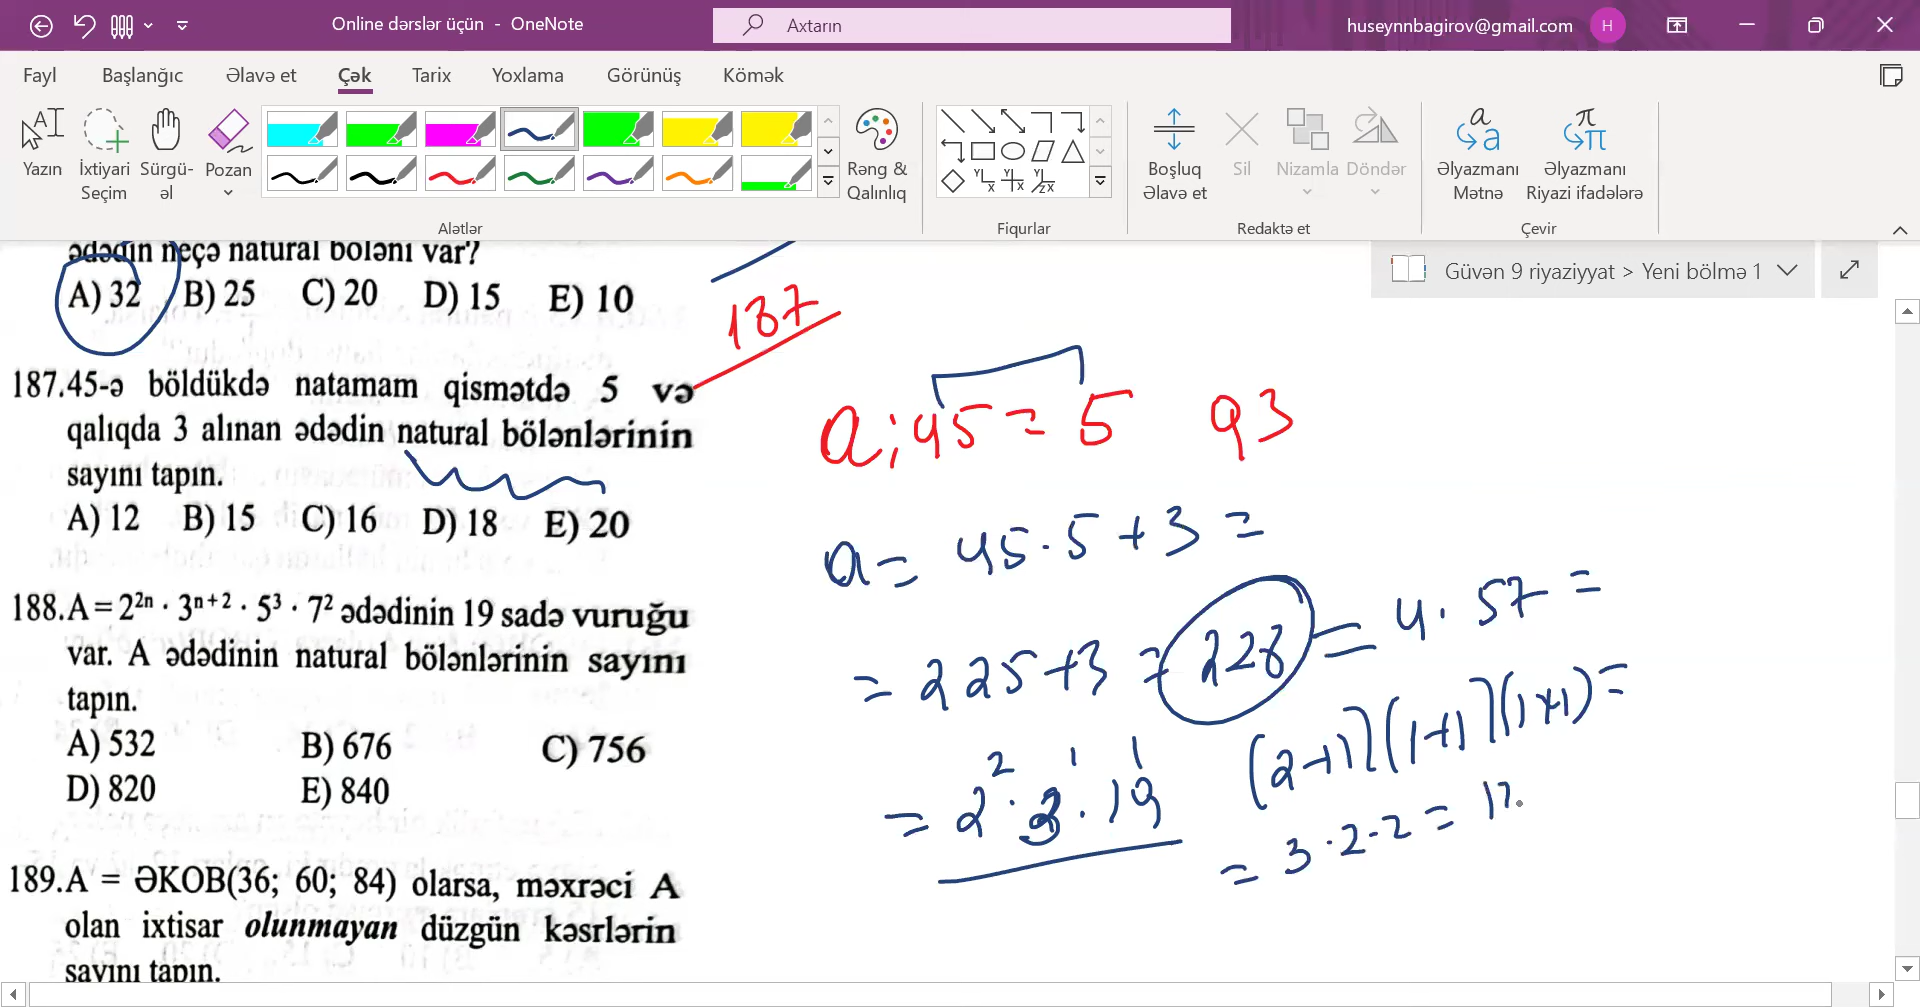 Online dərslər üçün - OneNote
Axtarın
huseynnbagirov@gmail.com
H
Fayl Başlanğıc Əlavə et Çək Tarix Yoxlama Görünüş Kömək
Yazın
İxtiyari Seçim
Sürgü-əl
Pozan
Rəng & Qalınlıq
Boşluq Əlavə et
Sil
Nizamla
Döndər
Əlyazmanı Mətnə
Əlyazmanı Riyazi ifadələrə
Alətlər Fiqurlar Redaktə et Çevir
Güvən 9 riyaziyyat > Yeni bölmə 1
ədədin neçə natural böləni var?
A) 32 B) 25 C) 20 D) 15 E) 10
187. 45-ə böldükdə natamam qismətdə 5 və
qalıqda 3 alınan ədədin natural bölənlərinin
sayını tapın.
A) 12 B) 15 C) 16 D) 18 E) 20
188. A = 2²ⁿ · 3ⁿ⁺² · 5³ · 7² ədədinin 19 sadə vuruğu
var. A ədədinin natural bölənlərinin sayını
tapın.
A) 532 B) 676 C) 756
D) 820 E) 840
189. A = ƏKOB(36; 60; 84) olarsa, məxrəci A
olan ixtisar olunmayan düzgün kəsrlərin
sayını tapın.
187
a : 45 = 5 q3
a = 45 · 5 + 3 =
= 225 + 3 = 228 = 4 · 57 =
= 2² · 3¹ · 19¹ (2+1)(1+1)(1+1) =
= 3 · 2 · 2 = 12